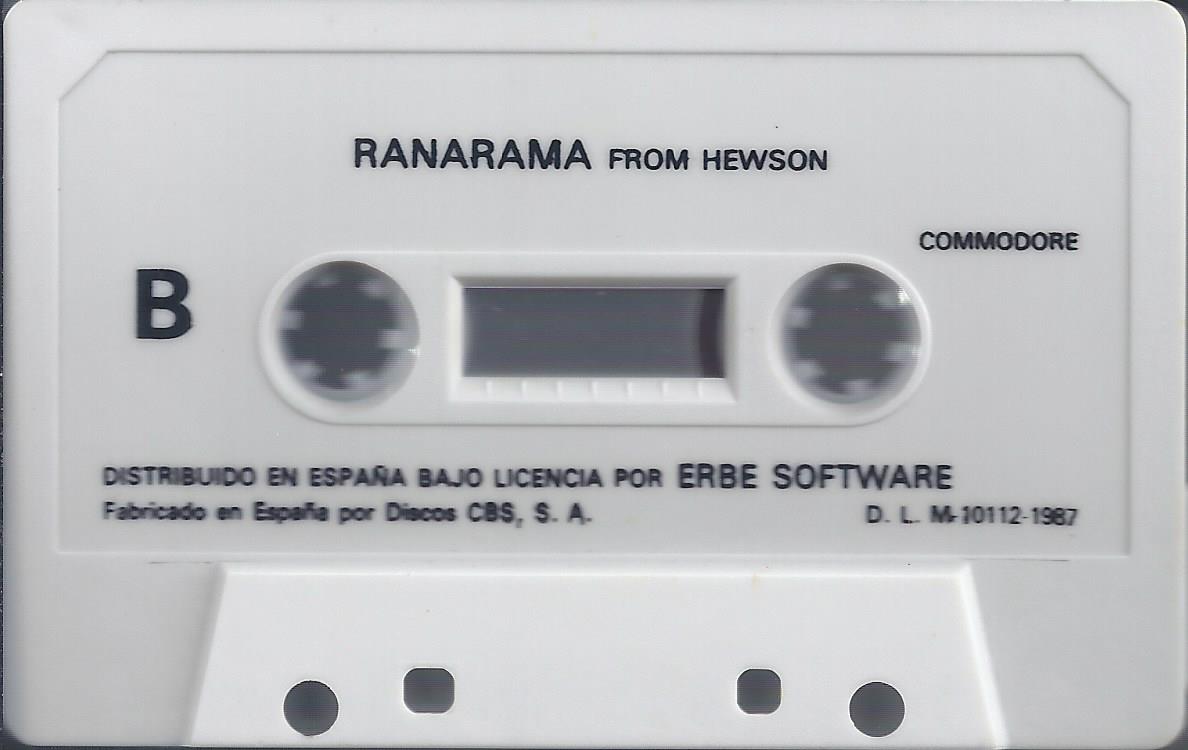 RANARAMA FROM HEWSON
COMMODORE
B
DISTRIBUIDO EN ESPAÑA BAJO LICENCIA POR ERBE SOFTWARE
Fabricado en España por Discos CBS, S. A.
D. L. M-10112-1987